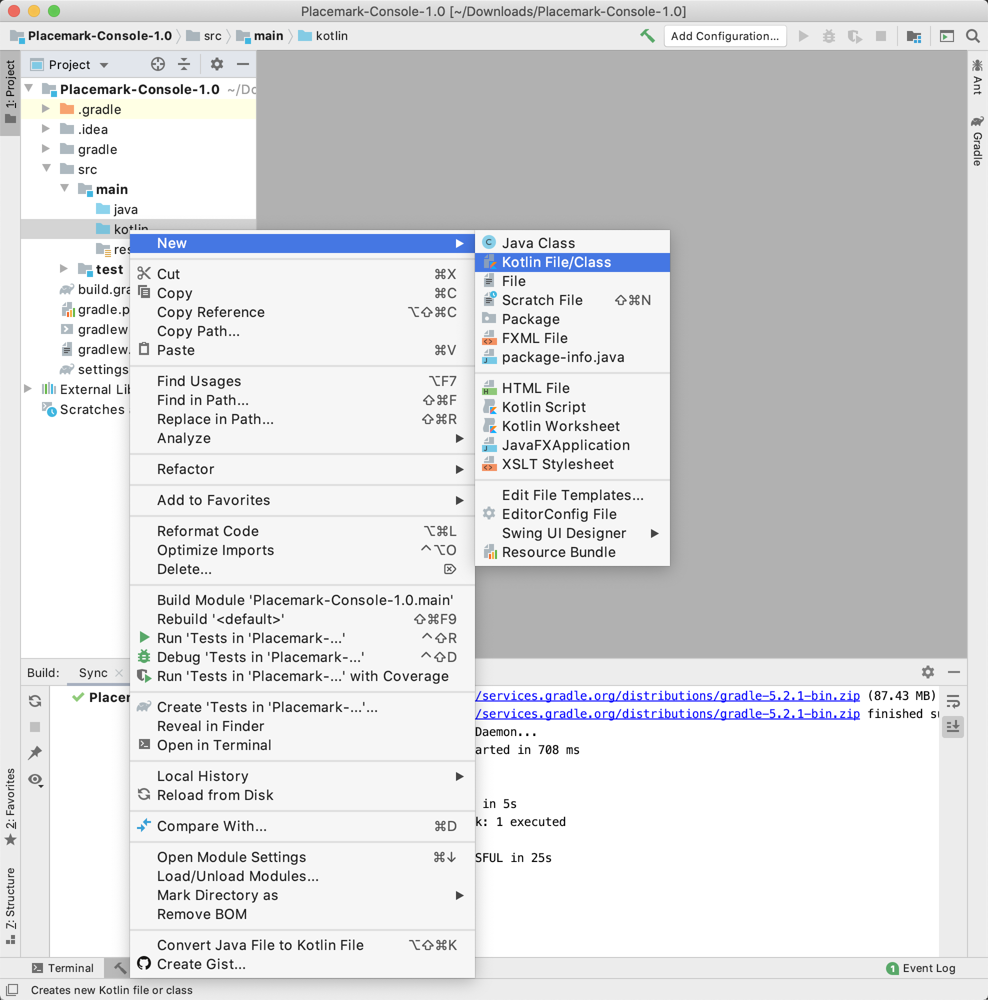 Placemark-Console-1.0 [~/Downloads/Placemark-Console-1.0]
Placemark-Console-1.0 src main kotlin Add Configuration...
1: Project
Project
Placemark-Console-1.0 ~/Do
.gradle
.idea
gradle
src
main
java
kotlin
res
test
build.gra
gradle.p
gradlew
gradlew.
settings
External Lib
Scratches
New
Cut ⌘X
Copy ⌘C
Copy Reference ⌥⇧⌘C
Copy Path...
Paste ⌘V
Find Usages ⌥F7
Find in Path... ⇧⌘F
Replace in Path... ⇧⌘R
Analyze
Refactor
Add to Favorites
Reformat Code ⌥⌘L
Optimize Imports ^⌥O
Delete... ⌦
Build Module 'Placemark-Console-1.0.main'
Rebuild '<default>' ⇧⌘F9
Run 'Tests in 'Placemark-...' ^⇧R
Debug 'Tests in 'Placemark-...' ^⇧D
Run 'Tests in 'Placemark-...' with Coverage
Create 'Tests in 'Placemark-...'...
Reveal in Finder
Open in Terminal
Local History
Reload from Disk
Compare With... ⌘D
Open Module Settings ⌘↓
Load/Unload Modules...
Mark Directory as
Remove BOM
Convert Java File to Kotlin File ⌥⇧⌘K
Create Gist...
Java Class
Kotlin File/Class
File
Scratch File ⇧⌘N
Package
FXML File
package-info.java
HTML File
Kotlin Script
Kotlin Worksheet
JavaFXApplication
XSLT Stylesheet
Edit File Templates...
EditorConfig File
Swing UI Designer
Resource Bundle
Ant
Gradle
Build: Sync
Placer
/services.gradle.org/distributions/gradle-5.2.1-bin.zip (87.43 MB)
/services.gradle.org/distributions/gradle-5.2.1-bin.zip finished su
Daemon...
arted in 708 ms
in 5s
k: 1 executed
SFUL in 25s
2: Favorites
7: Structure
Terminal
1 Event Log
Creates new Kotlin file or class